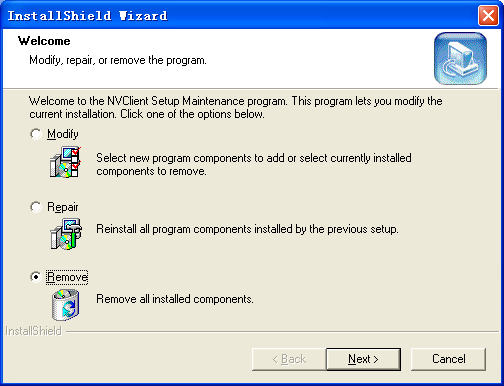 InstallShield Wizard
Welcome
Modify, repair, or remove the program.
Welcome to the NVClient Setup Maintenance program. This program lets you modify the
current installation. Click one of the options below.
Modify
Select new program components to add or select currently installed
components to remove.
Repair
Reinstall all program components installed by the previous setup.
Remove
Remove all installed components.
InstallShield
< Back Next > Cancel